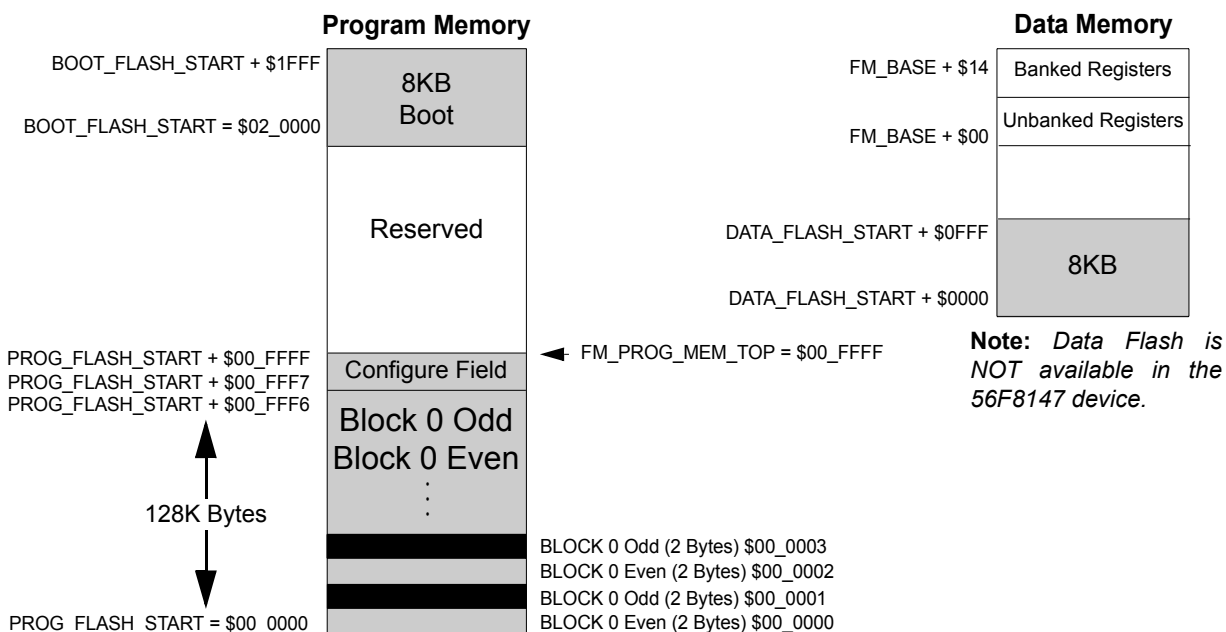 Program Memory
BOOT_FLASH_START + $1FFF
8KB
Boot
BOOT_FLASH_START = $02_0000
Reserved
PROG_FLASH_START + $00_FFFF
PROG_FLASH_START + $00_FFF7
PROG_FLASH_START + $00_FFF6
Configure Field
FM_PROG_MEM_TOP = $00_FFFF
Block 0 Odd
Block 0 Even
128K Bytes
BLOCK 0 Odd (2 Bytes) $00_0003
BLOCK 0 Even (2 Bytes) $00_0002
BLOCK 0 Odd (2 Bytes) $00_0001
BLOCK 0 Even (2 Bytes) $00_0000
PROG_FLASH_START = $00_0000
Data Memory
FM_BASE + $14
Banked Registers
Unbanked Registers
FM_BASE + $00
DATA_FLASH_START + $0FFF
8KB
DATA_FLASH_START + $0000
Note: Data Flash is
NOT available in the
56F8147 device.